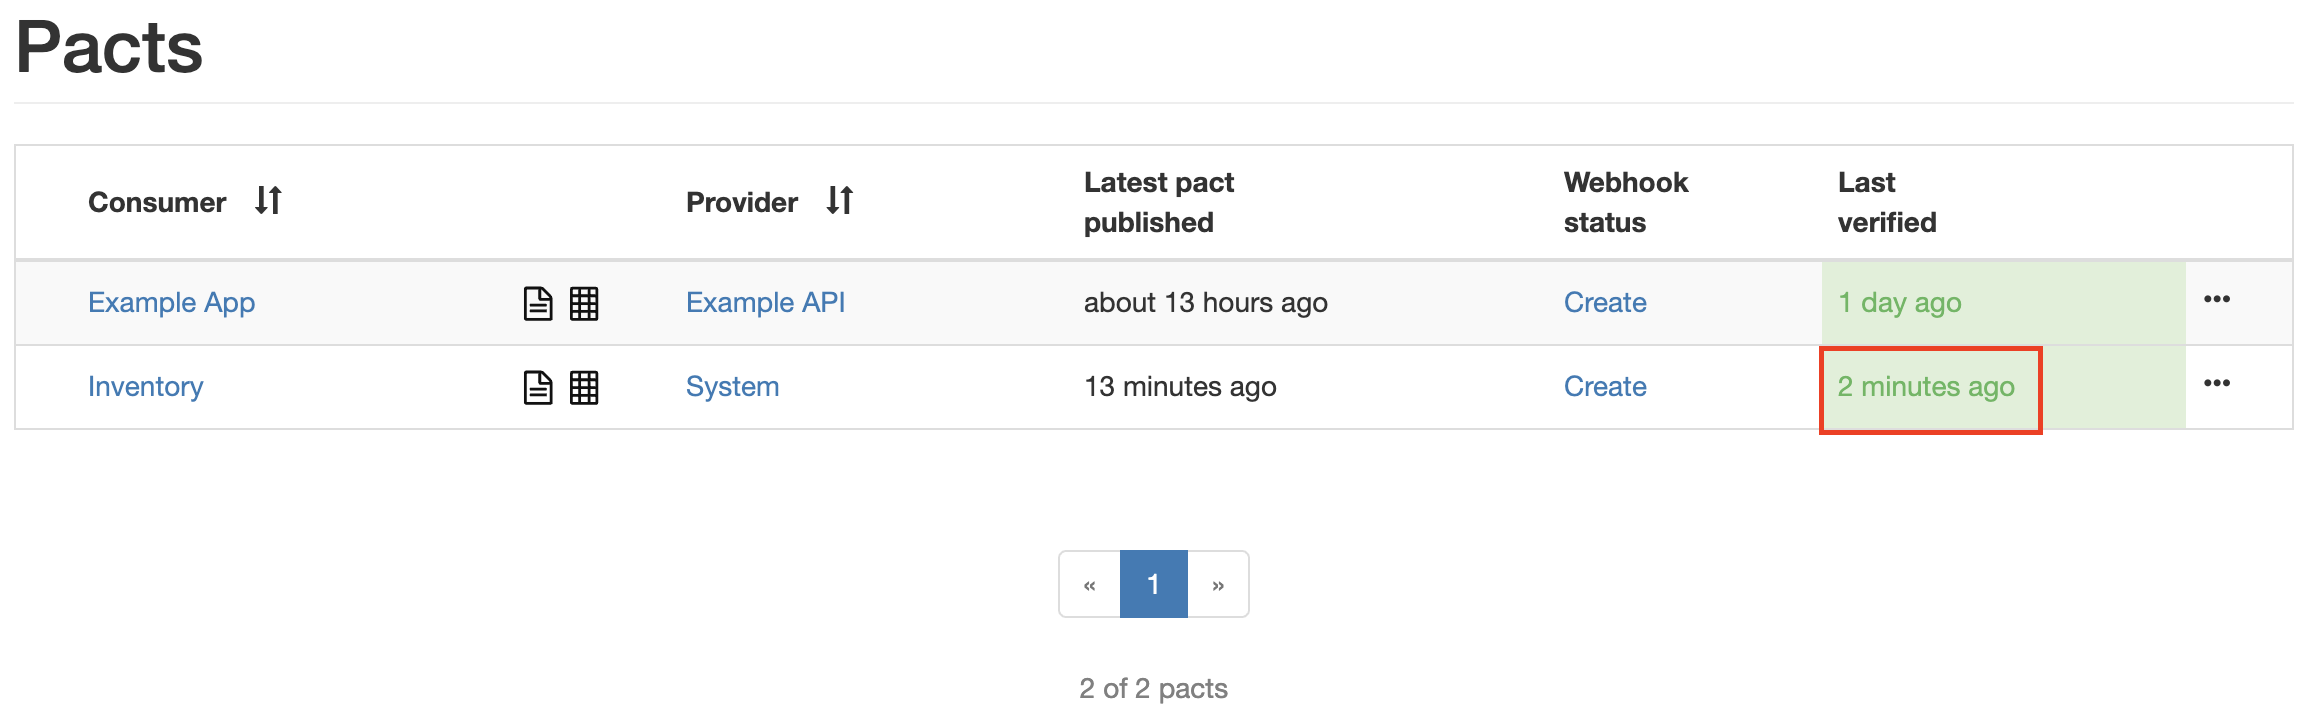 Pacts
Consumer Provider Latest pact published Webhook status Last verified
Example App Example API about 13 hours ago Create 1 day ago
Inventory System 13 minutes ago Create 2 minutes ago
« 1 »
2 of 2 pacts